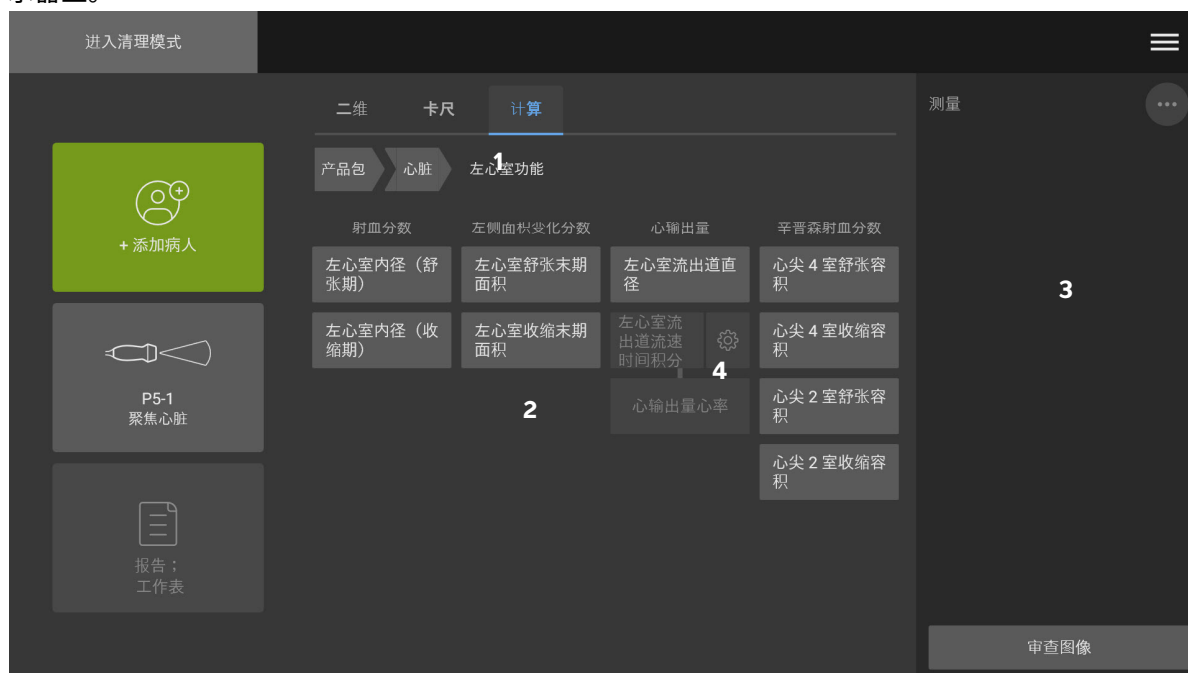 进入清理模式
二维 卡尺 计算
测量
1
产品包 心脏 左心室功能
+ 添加病人
射血分数 左侧面积变化分数 心输出量 辛普森射血分数
左心室内径（舒
张期）
左心室舒张末期
面积
左心室流出道直
径
心尖 4 室舒张容
积
3
左心室内径（收
缩期）
左心室收缩末期
面积
左心室流
出道流速
时间积分
4
心尖 4 室收缩容
积
P5-1
聚焦心脏
2
心输出量心率
心尖 2 室舒张容
积
心尖 2 室收缩容
积
报告；
工作表
审查图像